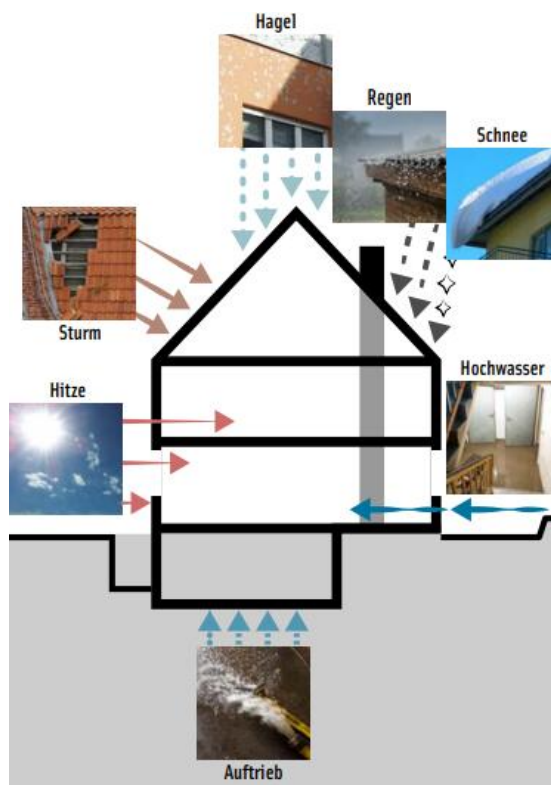 Hagel
Regen
Schnee
Sturm
Hitze
Hochwasser
Auftrieb